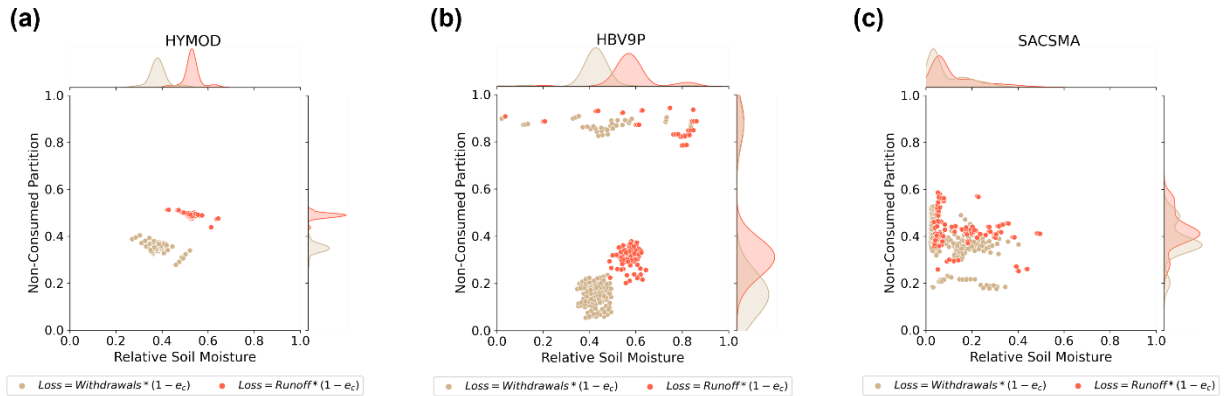 (a)
HYMOD
1.0
0.8
0.6
0.4
0.2
0.0
Non-Consumed Partition
0.0 0.2 0.4 0.6 0.8 1.0
Relative Soil Moisture
Loss = Withdrawals * (1 − e_c) Loss = Runoff * (1 − e_c)
(b)
HBV9P
1.0
0.8
0.6
0.4
0.2
0.0
Non-Consumed Partition
0.0 0.2 0.4 0.6 0.8 1.0
Relative Soil Moisture
Loss = Withdrawals * (1 − e_c) Loss = Runoff * (1 − e_c)
(c)
SACSMA
1.0
0.8
0.6
0.4
0.2
0.0
Non-Consumed Partition
0.0 0.2 0.4 0.6 0.8 1.0
Relative Soil Moisture
Loss = Withdrawals * (1 − e_c) Loss = Runoff * (1 − e_c)